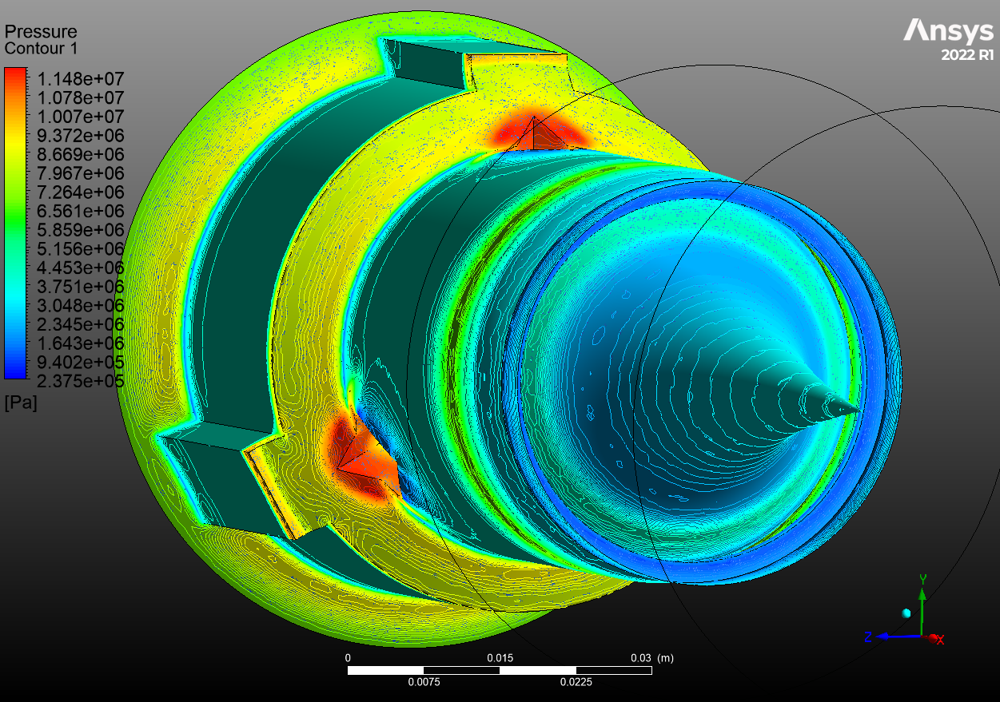 Pressure
Contour 1
1.148e+07
1.078e+07
1.007e+07
9.372e+06
8.669e+06
7.967e+06
7.264e+06
6.561e+06
5.859e+06
5.156e+06
4.453e+06
3.751e+06
3.048e+06
2.345e+06
1.643e+06
9.402e+05
2.375e+05
[Pa]
Ansys
2022 R1
0 0.015 0.03 (m)
0.0075 0.0225
Y
Z X